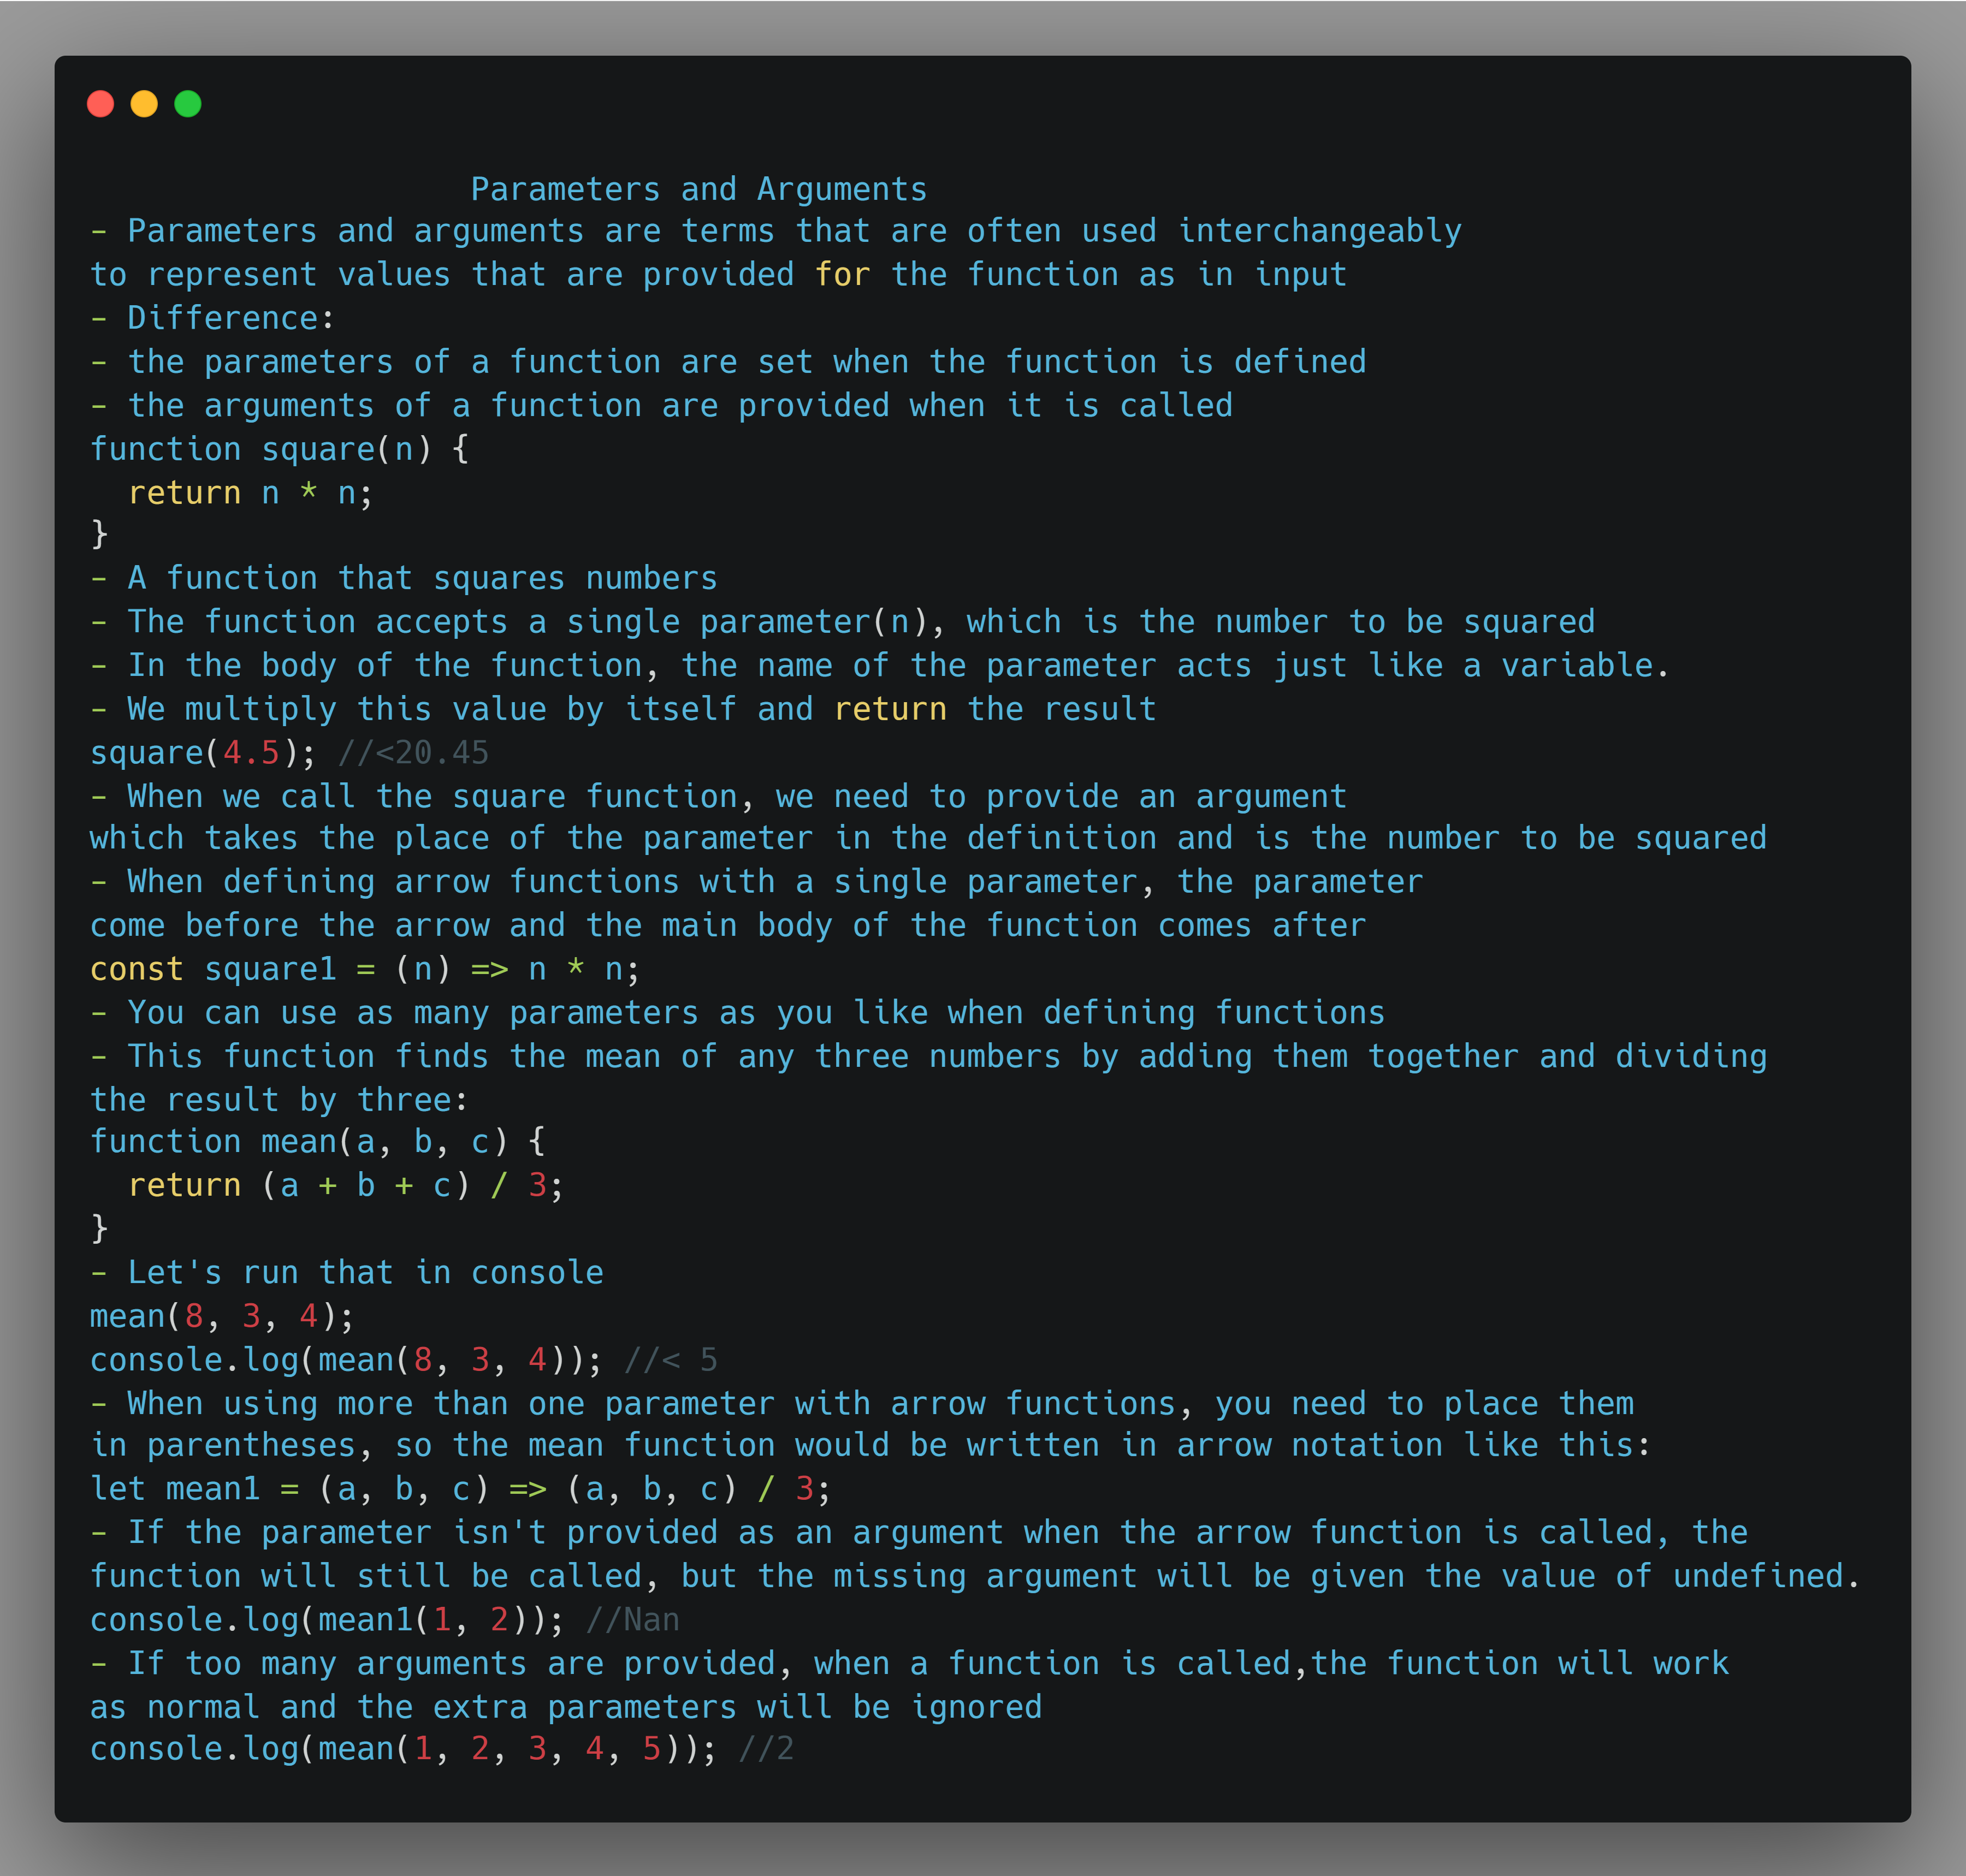 Parameters and Arguments
- Parameters and arguments are terms that are often used interchangeably
to represent values that are provided for the function as in input
- Difference:
- the parameters of a function are set when the function is defined
- the arguments of a function are provided when it is called
function square(n) {
  return n * n;
}
- A function that squares numbers
- The function accepts a single parameter(n), which is the number to be squared
- In the body of the function, the name of the parameter acts just like a variable.
- We multiply this value by itself and return the result
square(4.5); //<20.45
- When we call the square function, we need to provide an argument
which takes the place of the parameter in the definition and is the number to be squared
- When defining arrow functions with a single parameter, the parameter
come before the arrow and the main body of the function comes after
const square1 = (n) => n * n;
- You can use as many parameters as you like when defining functions
- This function finds the mean of any three numbers by adding them together and dividing
the result by three:
function mean(a, b, c) {
  return (a + b + c) / 3;
}
- Let's run that in console
mean(8, 3, 4);
console.log(mean(8, 3, 4)); //< 5
- When using more than one parameter with arrow functions, you need to place them
in parentheses, so the mean function would be written in arrow notation like this:
let mean1 = (a, b, c) => (a, b, c) / 3;
- If the parameter isn't provided as an argument when the arrow function is called, the
function will still be called, but the missing argument will be given the value of undefined.
console.log(mean1(1, 2)); //Nan
- If too many arguments are provided, when a function is called,the function will work
as normal and the extra parameters will be ignored
console.log(mean(1, 2, 3, 4, 5)); //2